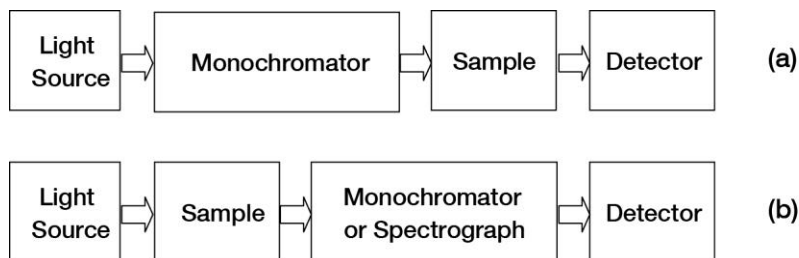 Light
Source
Monochromator
Sample
Detector
(a)
Light
Source
Sample
Monochromator
or Spectrograph
Detector
(b)